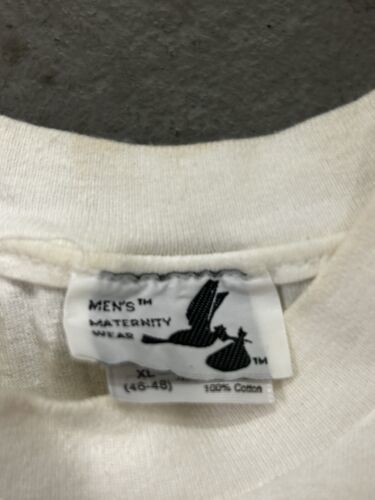 MEN'S™
MATERNITY
WEAR
TM
XL
(46-48)
100% Cotton